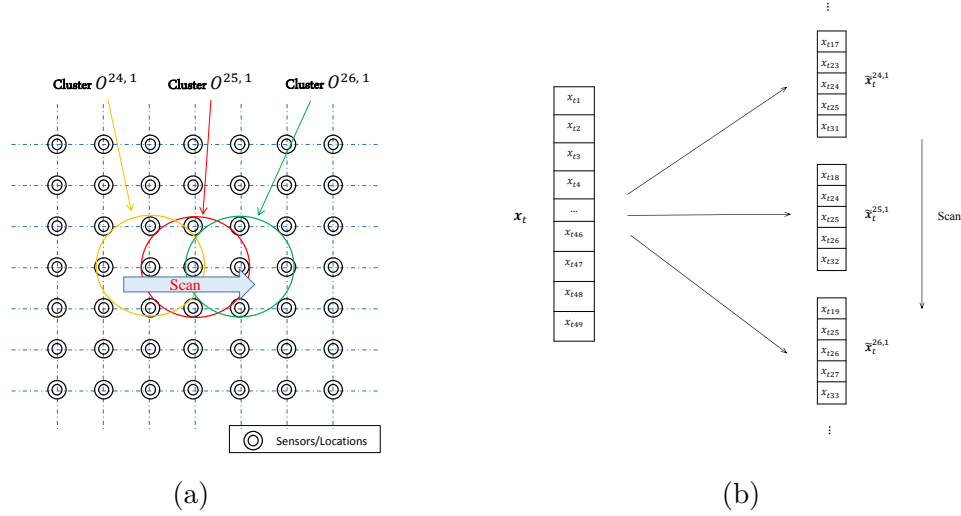 Cluster O^{24, 1}
Cluster O^{25, 1}
Cluster O^{26, 1}
Scan
Sensors/Locations
(a)
x_t
x_{t1}
x_{t2}
x_{t3}
x_{t4}
...
x_{t46}
x_{t47}
x_{t48}
x_{t49}
⋮
x_{t17}
x_{t23}
x_{t24}
x_{t25}
x_{t31}
x̃_t^{24,1}
x_{t18}
x_{t24}
x_{t25}
x_{t26}
x_{t32}
x̃_t^{25,1}
x_{t19}
x_{t25}
x_{t26}
x_{t27}
x_{t33}
x̃_t^{26,1}
⋮
Scan
(b)